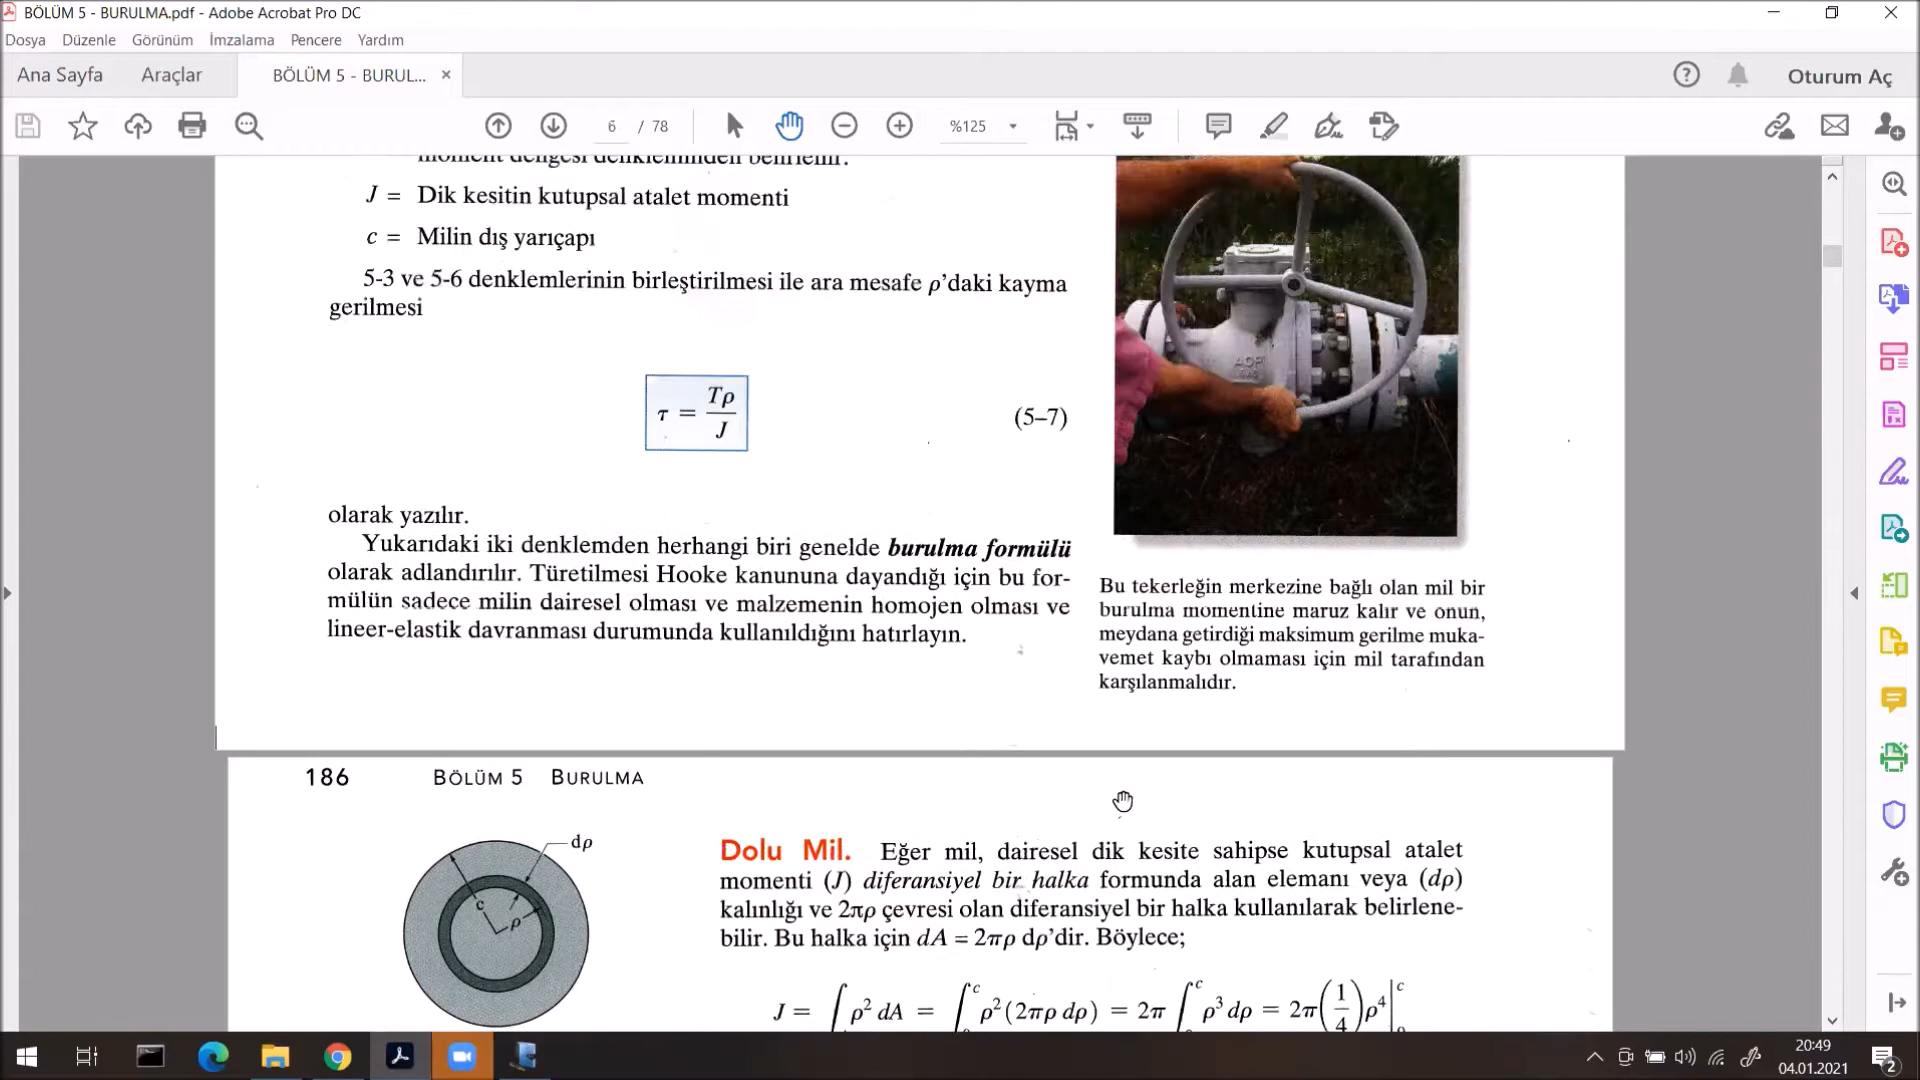 BÖLÜM 5 - BURULMA.pdf - Adobe Acrobat Pro DC
Dosya Düzenle Görünüm İmzalama Pencere Yardım
Ana Sayfa Araçlar BÖLÜM 5 - BURUL... × Oturum Aç
6 / 78 %125
moment dengesi denkleminden belirlenir.
J = Dik kesitin kutupsal atalet momenti
c = Milin dış yarıçapı
5-3 ve 5-6 denklemlerinin birleştirilmesi ile ara mesafe ρ'daki kayma
gerilmesi
τ = Tρ / J (5–7)
olarak yazılır.
Yukarıdaki iki denklemden herhangi biri genelde burulma formülü
olarak adlandırılır. Türetilmesi Hooke kanununa dayandığı için bu for-
mülün sadece milin dairesel olması ve malzemenin homojen olması ve
lineer-elastik davranması durumunda kullanıldığını hatırlayın.
Bu tekerleğin merkezine bağlı olan mil bir
burulma momentine maruz kalır ve onun,
meydana getirdiği maksimum gerilme muka-
vemet kaybı olmaması için mil tarafından
karşılanmalıdır.
186 BÖLÜM 5 BURULMA
dρ
c
ρ
Dolu Mil. Eğer mil, dairesel dik kesite sahipse kutupsal atalet
momenti (J) diferansiyel bir halka formunda alan elemanı veya (dρ)
kalınlığı ve 2πρ çevresi olan diferansiyel bir halka kullanılarak belirlene-
bilir. Bu halka için dA = 2πρ dρ'dir. Böylece;
J = ∫ ρ² dA = ∫ᶜ ρ² (2πρ dρ) = 2π ∫ᶜ ρ³ dρ = 2π(1/4)ρ⁴|ᶜ
20:49
04.01.2021
2